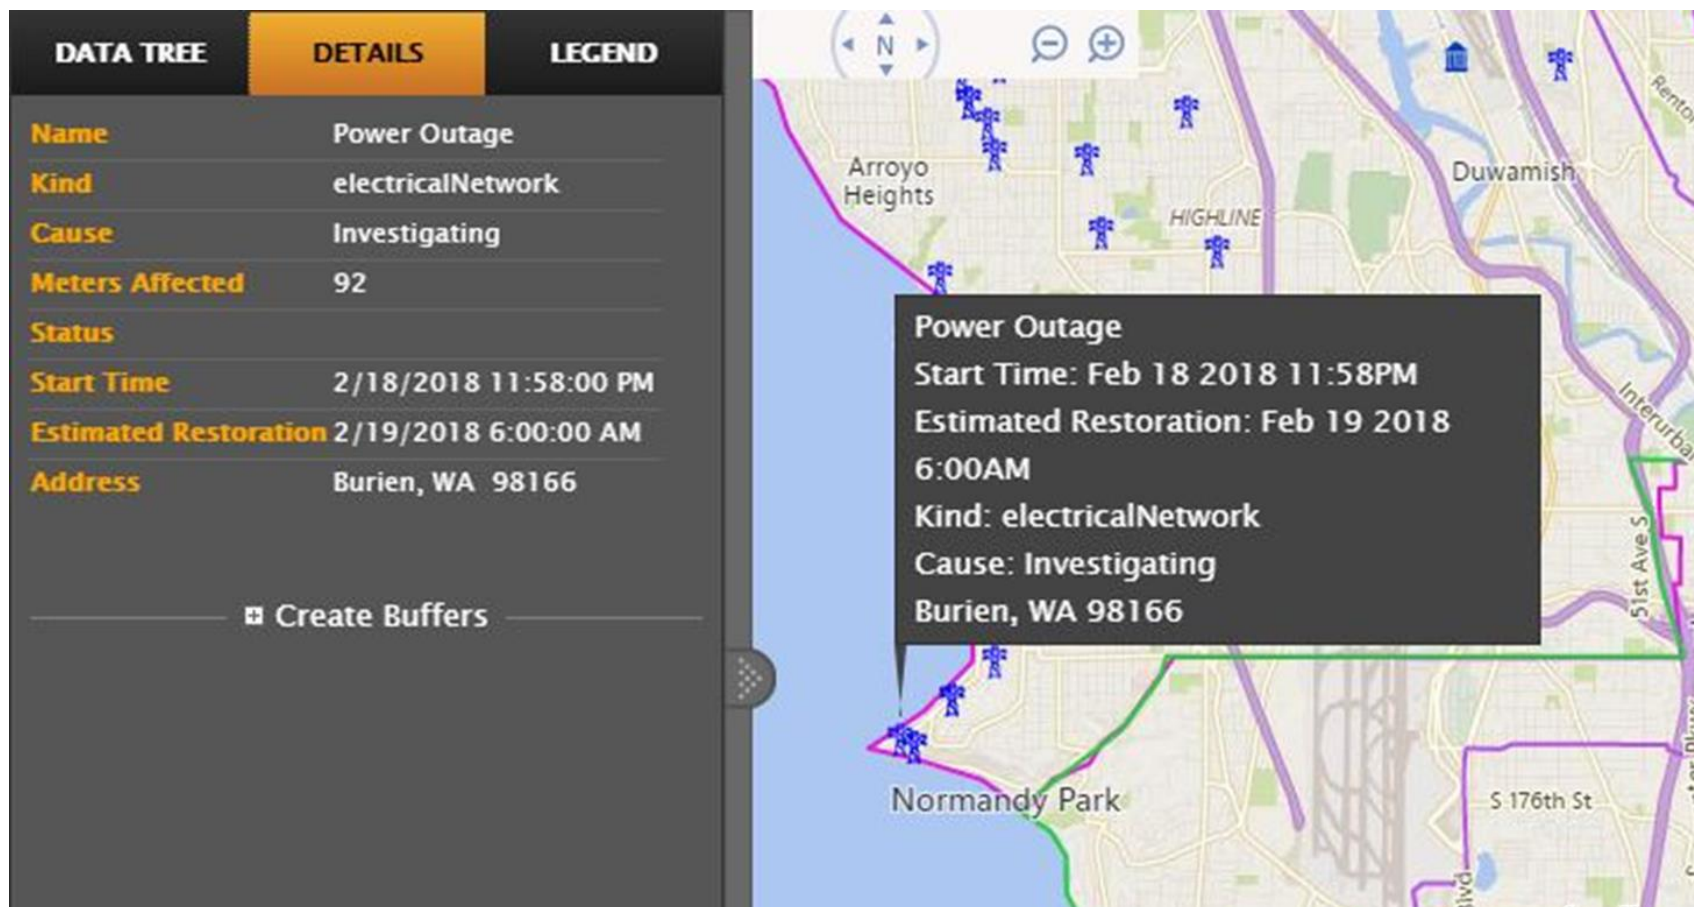 DATA TREE DETAILS LEGEND
Name Power Outage
Kind electricalNetwork
Cause Investigating
Meters Affected 92
Status
Start Time 2/18/2018 11:58:00 PM
Estimated Restoration 2/19/2018 6:00:00 AM
Address Burien, WA 98166
Create Buffers
N
Arroyo
Heights
HIGHLINE
Duwamish
Power Outage
Start Time: Feb 18 2018 11:58PM
Estimated Restoration: Feb 19 2018
6:00AM
Kind: electricalNetwork
Cause: Investigating
Burien, WA 98166
51st Ave S
Normandy Park
S 176th St